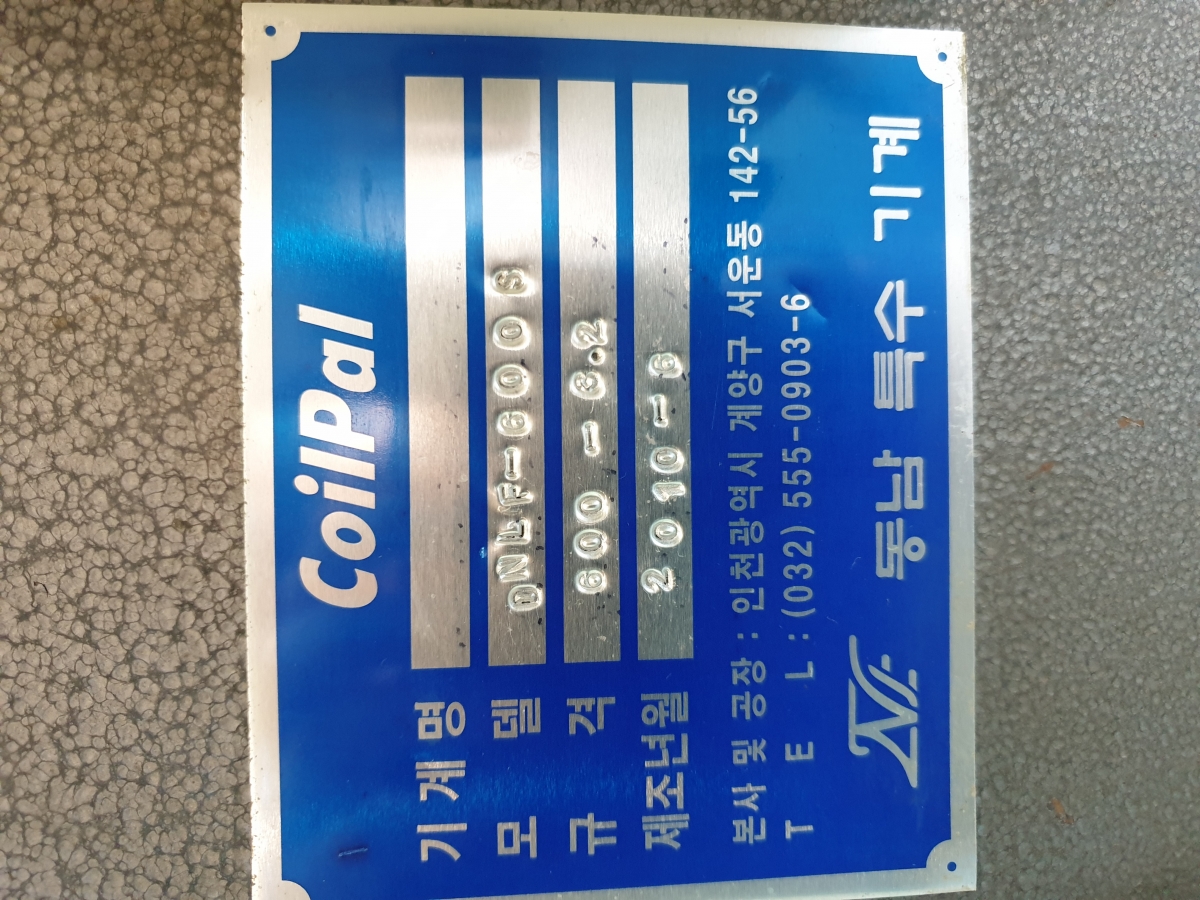 CoilPal
기계명
모델 DNLF-600S
규격 600 - 3.2
제조년월 2010-6
본사 및 공장 : 인천광역시 계양구 서운동 142-56
T E L : (032) 555-0903-6
동남 특수 기계